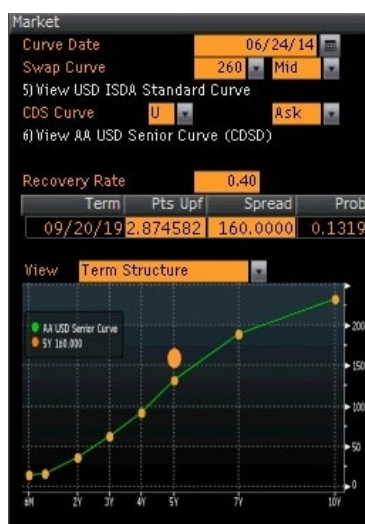 Market
Curve Date 06/24/14
Swap Curve 260 Mid
5) View USD ISDA Standard Curve
CDS Curve U Ask
6) View AA USD Senior Curve (CDSD)
Recovery Rate 0.40
Term Pts Upf Spread Prob
09/20/19 2.874582 160.0000 0.1319
View Term Structure
AA USD Senior Curve
5Y 160.000
200
150
100
50
0
6M 2Y 3Y 4Y 5Y 7Y 10Y